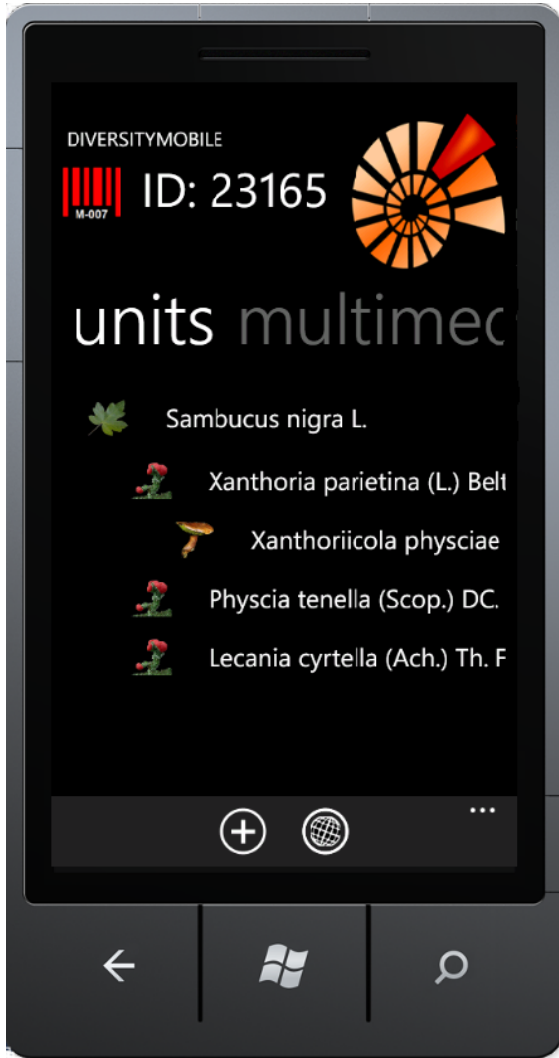 DIVERSITYMOBILE
M-007
ID: 23165
units multimec
Sambucus nigra L.
Xanthoria parietina (L.) Belt
Xanthoriicola physciae
Physcia tenella (Scop.) DC.
Lecania cyrtella (Ach.) Th. F